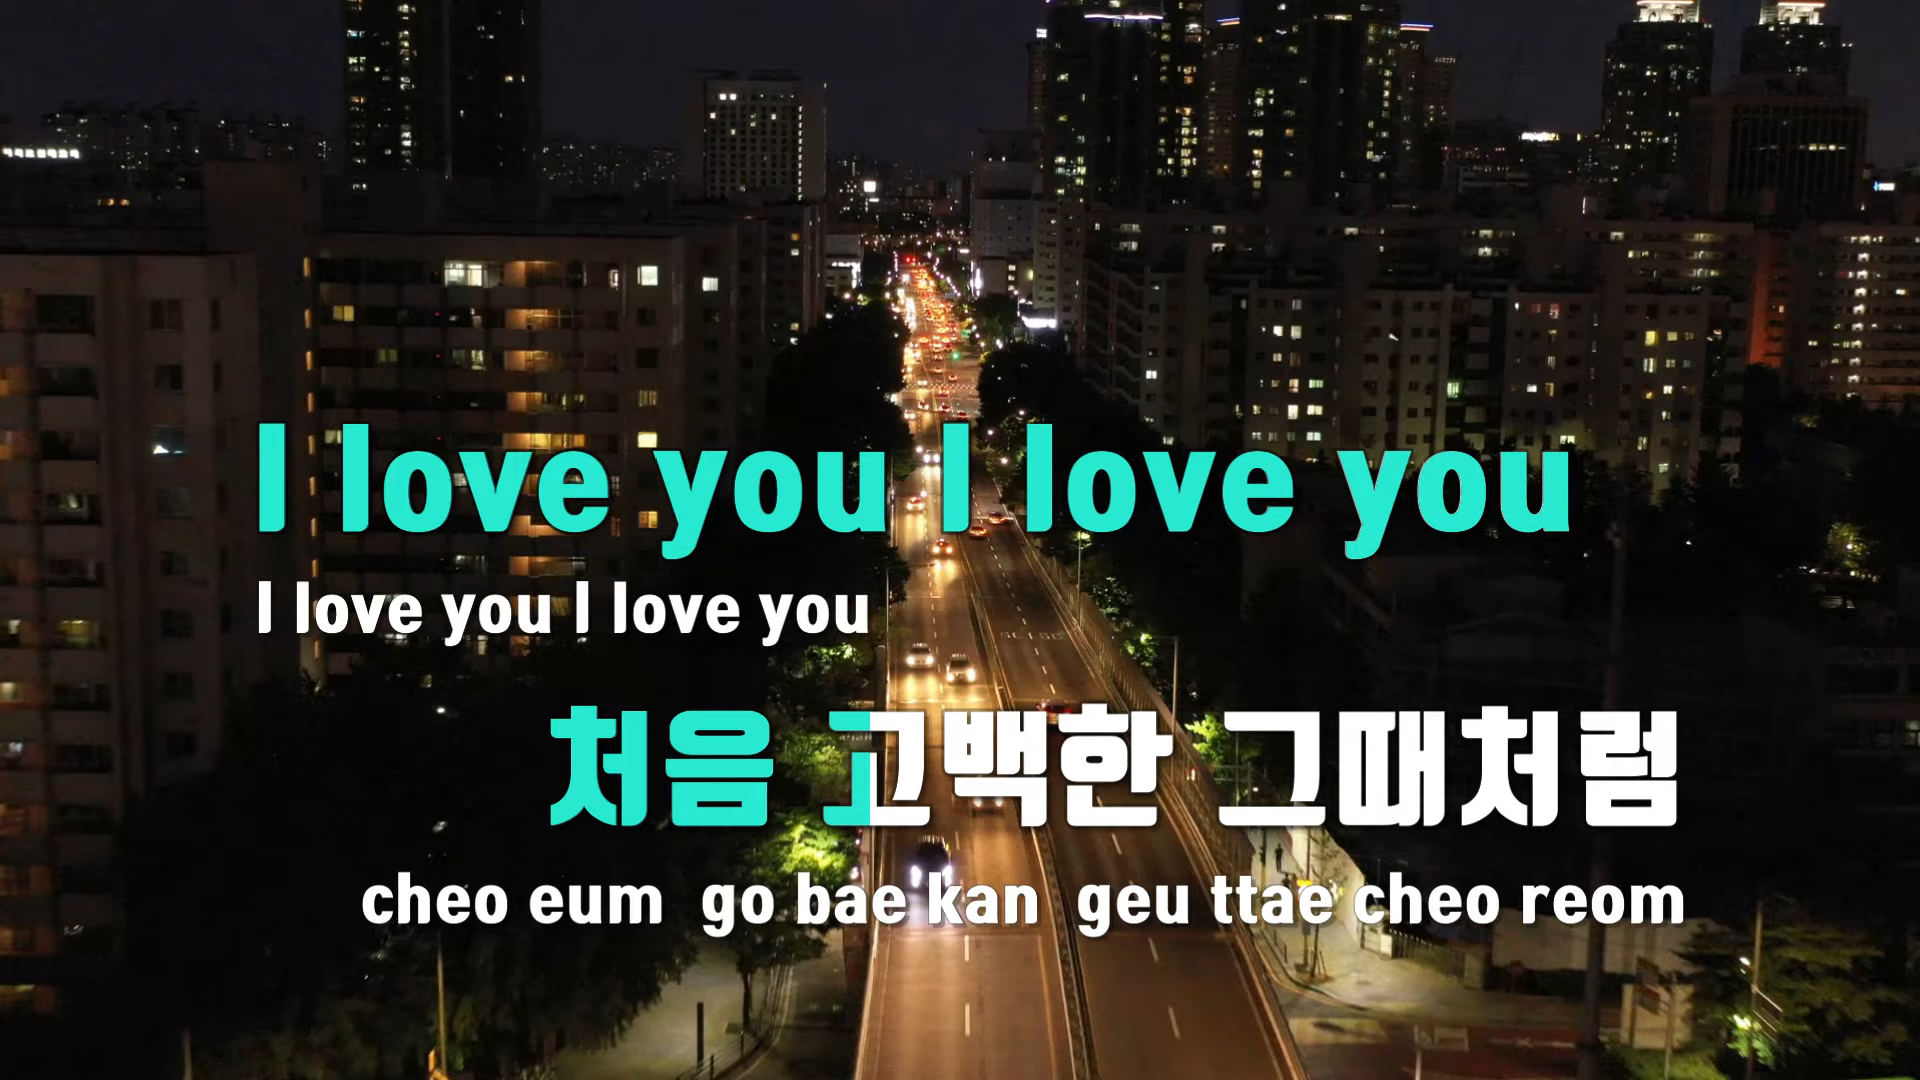 I love you I love you
I love you I love you
처음 고백한 그때처럼
cheo eum go bae kan geu ttae cheo reom